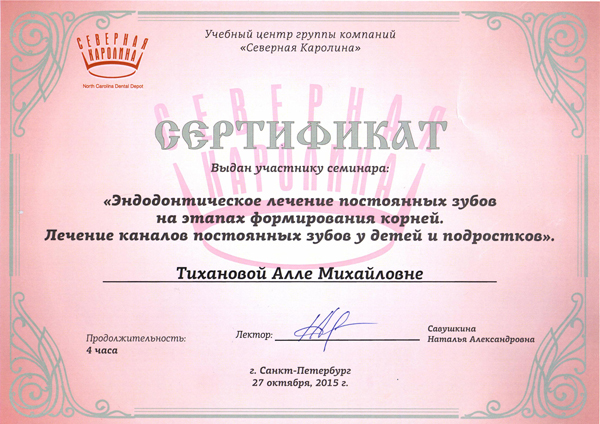 СЕВЕРНАЯ
КАРОЛИНА
North Carolina Dental Depot
Учебный центр группы компаний
«Северная Каролина»
СЕВЕРНАЯ
КАРОЛИНА
СЕРТИФИКАТ
Выдан участнику семинара:
«Эндодонтическое лечение постоянных зубов
на этапах формирования корней.
Лечение каналов постоянных зубов у детей и подростков».
Тихановой Алле Михайловне
Продолжительность:
4 часа
Лектор:
Савушкина
Наталья Александровна
г. Санкт-Петербург
27 октября, 2015 г.